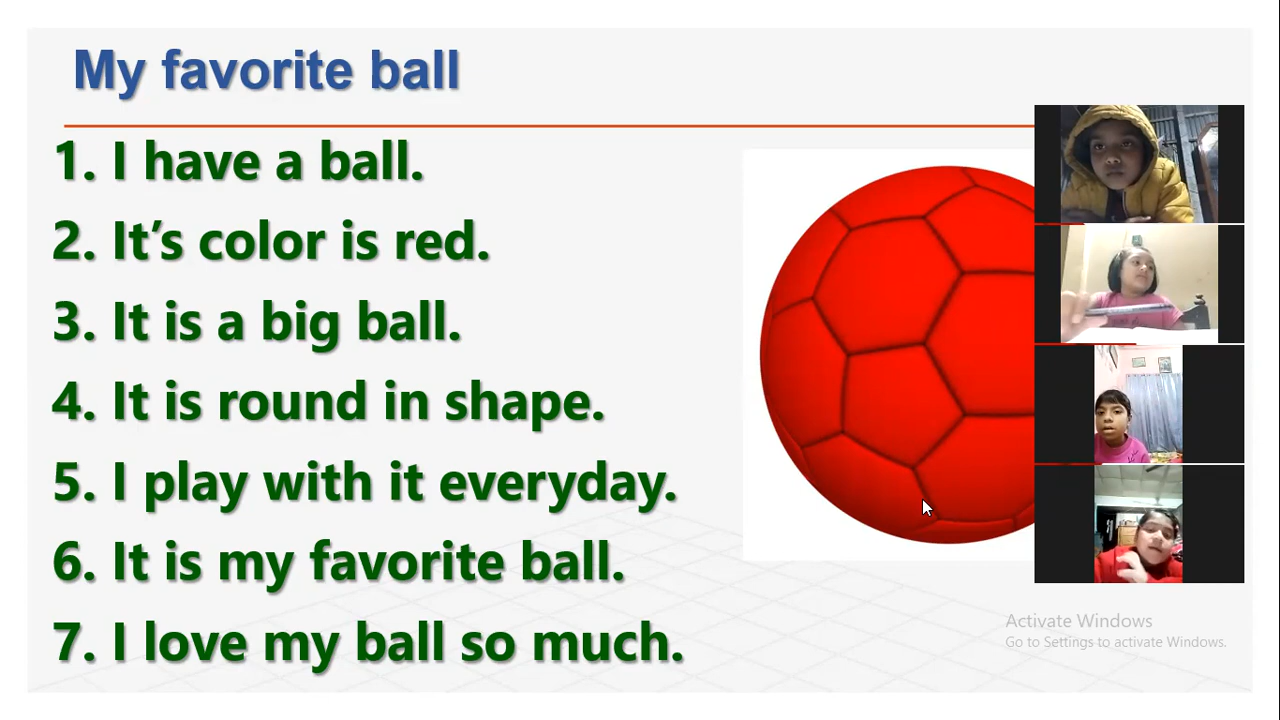 My favorite ball
1. I have a ball.
2. It’s color is red.
3. It is a big ball.
4. It is round in shape.
5. I play with it everyday.
6. It is my favorite ball.
7. I love my ball so much.
Activate Windows
Go to Settings to activate Windows.